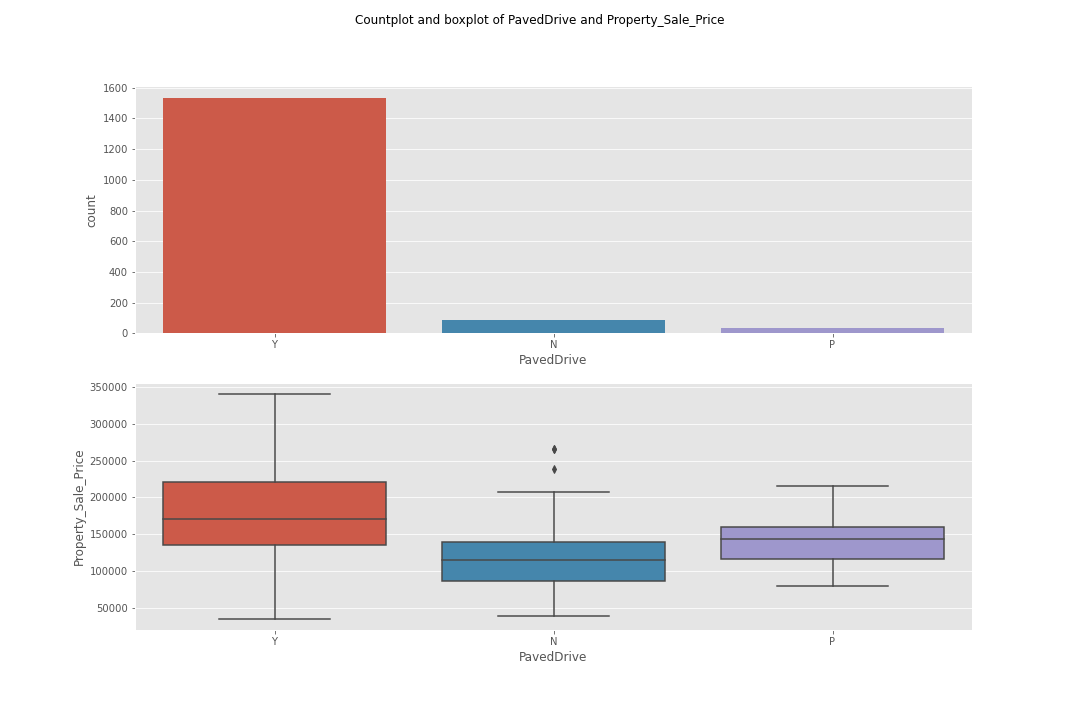 Countplot and boxplot of PavedDrive and Property_Sale_Price
1600
1400
1200
1000
800
600
400
200
0
count
Y
N
P
PavedDrive
350000
300000
250000
200000
150000
100000
50000
Property_Sale_Price
Y
N
P
PavedDrive